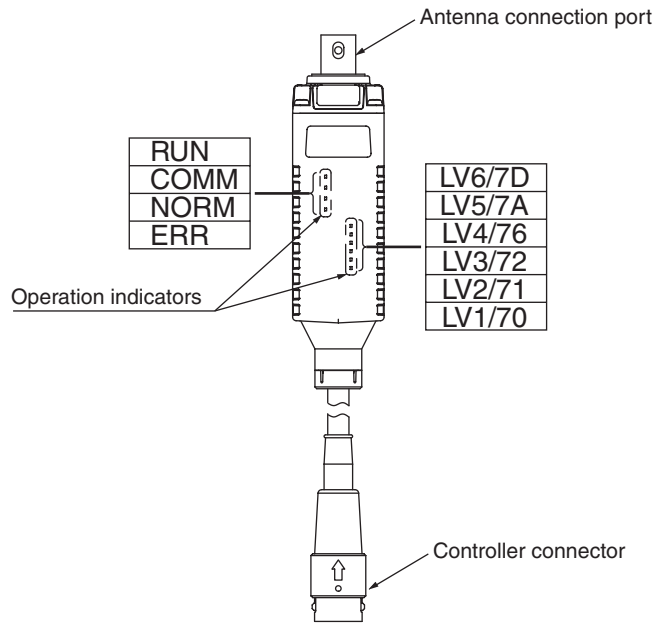 Antenna connection port
RUN
COMM
NORM
ERR
LV6/7D
LV5/7A
LV4/76
LV3/72
LV2/71
LV1/70
Operation indicators
Controller connector